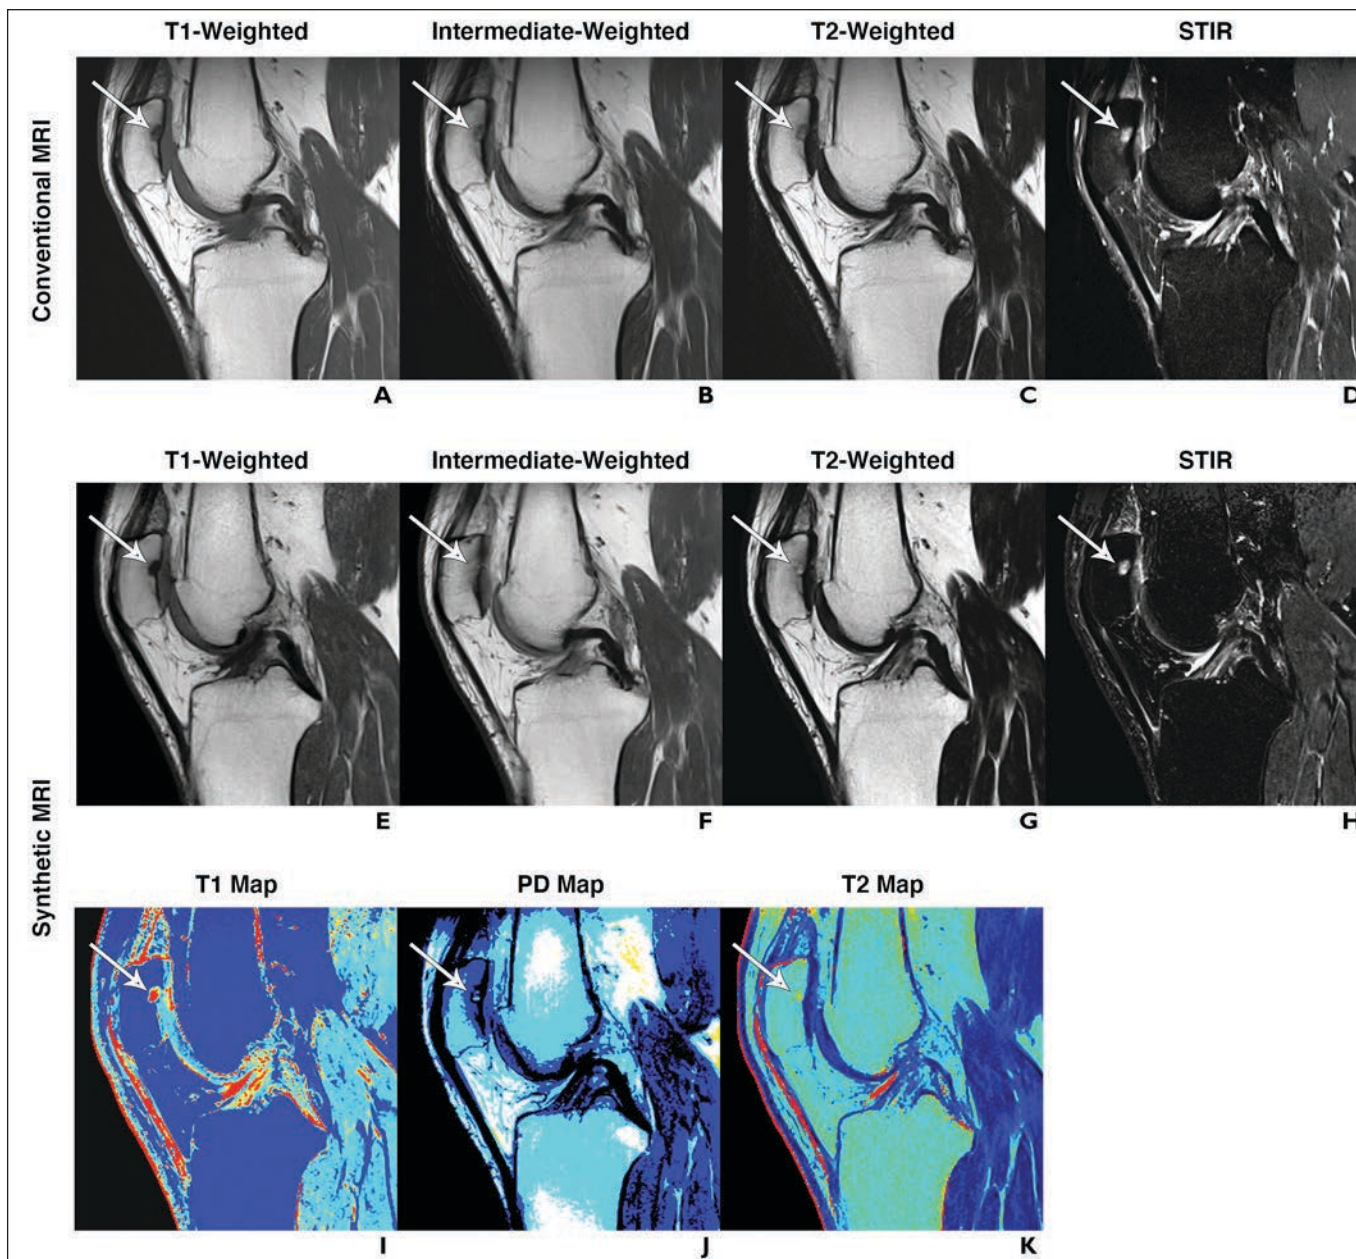 T1-Weighted Intermediate-Weighted T2-Weighted STIR
Conventional MRI
A B C D
T1-Weighted Intermediate-Weighted T2-Weighted STIR
E F G H
Synthetic MRI
T1 Map PD Map T2 Map
I J K